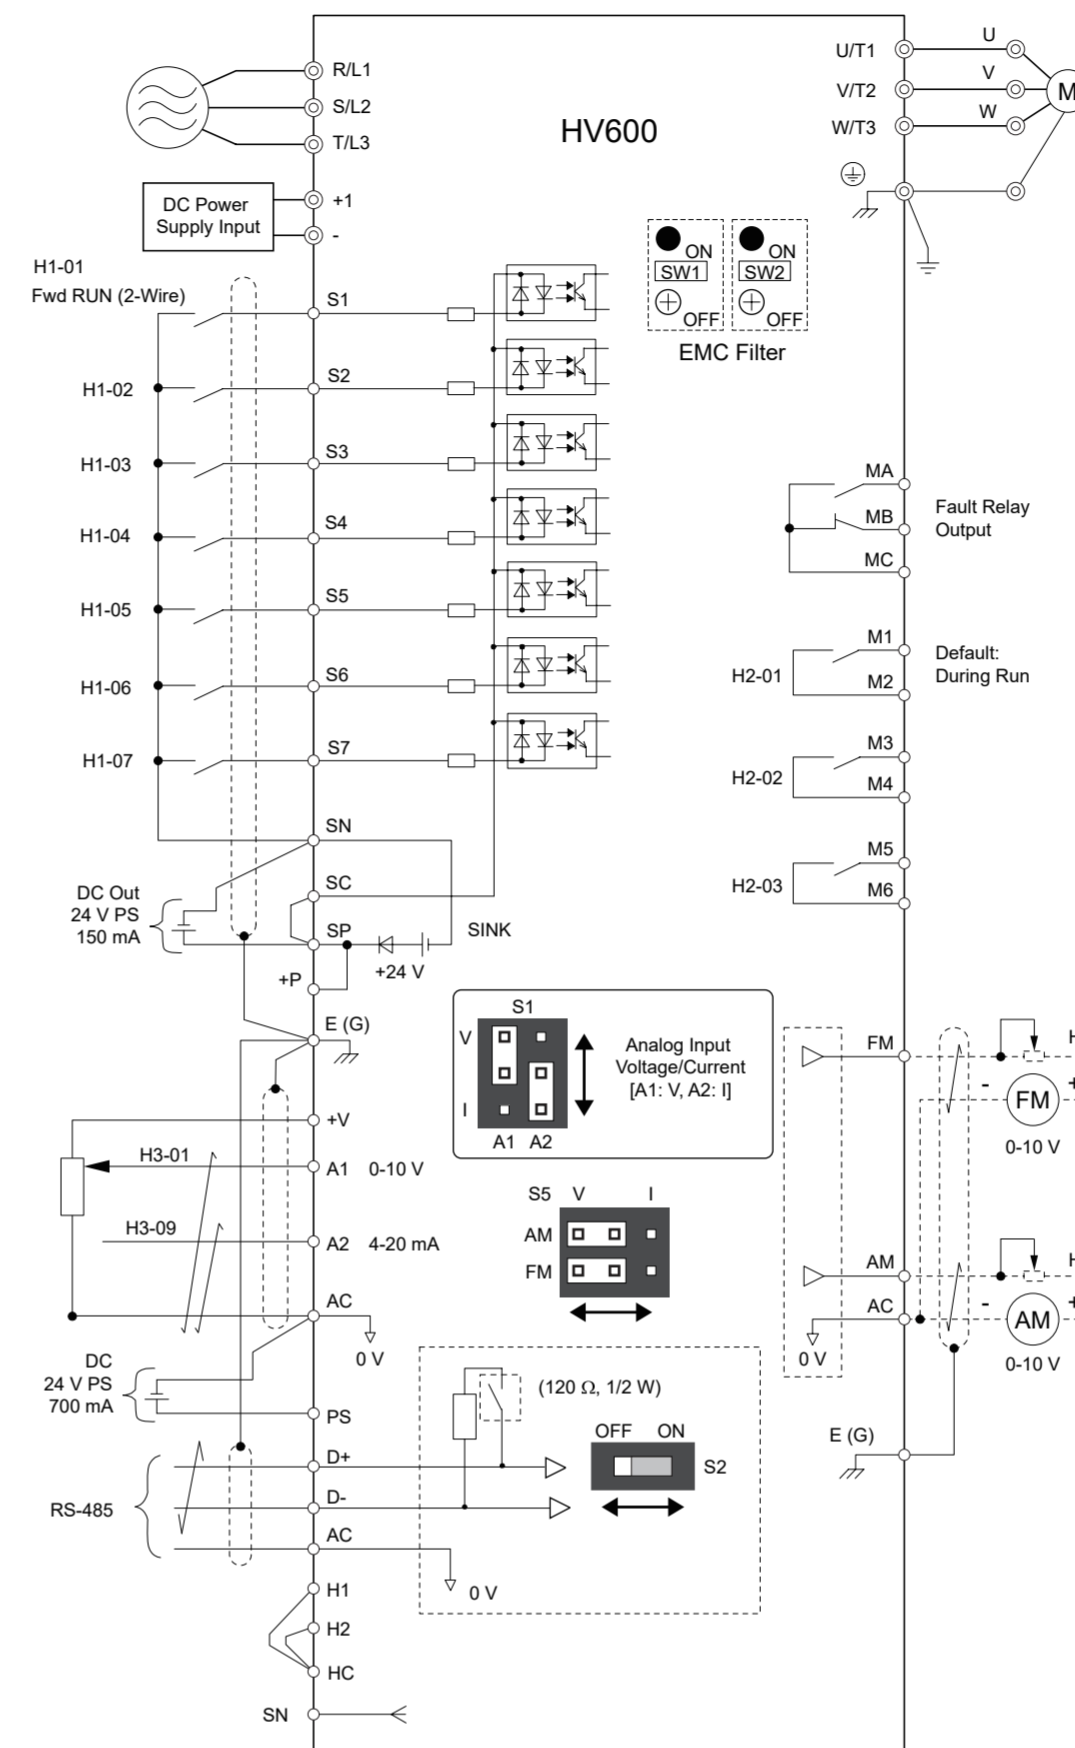 R/L1
S/L2
T/L3
HV600
U/T1
V/T2
W/T3
U
V
W
M
DC Power
Supply Input
+1
-
ON
SW1
OFF
ON
SW2
OFF
EMC Filter
H1-01
Fwd RUN (2-Wire)
S1
H1-02
S2
H1-03
S3
H1-04
S4
H1-05
S5
H1-06
S6
H1-07
S7
MA
MB
MC
Fault Relay
Output
H2-01
M1
M2
Default:
During Run
H2-02
M3
M4
H2-03
M5
M6
SN
SC
SP
SINK
+24 V
DC Out
24 V PS
150 mA
+P
E (G)
S1
V
I
A1 A2
Analog Input
Voltage/Current
[A1: V, A2: I]
+V
H3-01
A1 0-10 V
H3-09
A2 4-20 mA
AC
0 V
S5 V I
AM
FM
FM
H
-
FM
+
0-10 V
AM
H
AC
-
AM
+
0 V
0-10 V
E (G)
DC
24 V PS
700 mA
PS
(120 Ω, 1/2 W)
OFF ON
S2
RS-485
D+
D-
AC
0 V
H1
H2
HC
SN